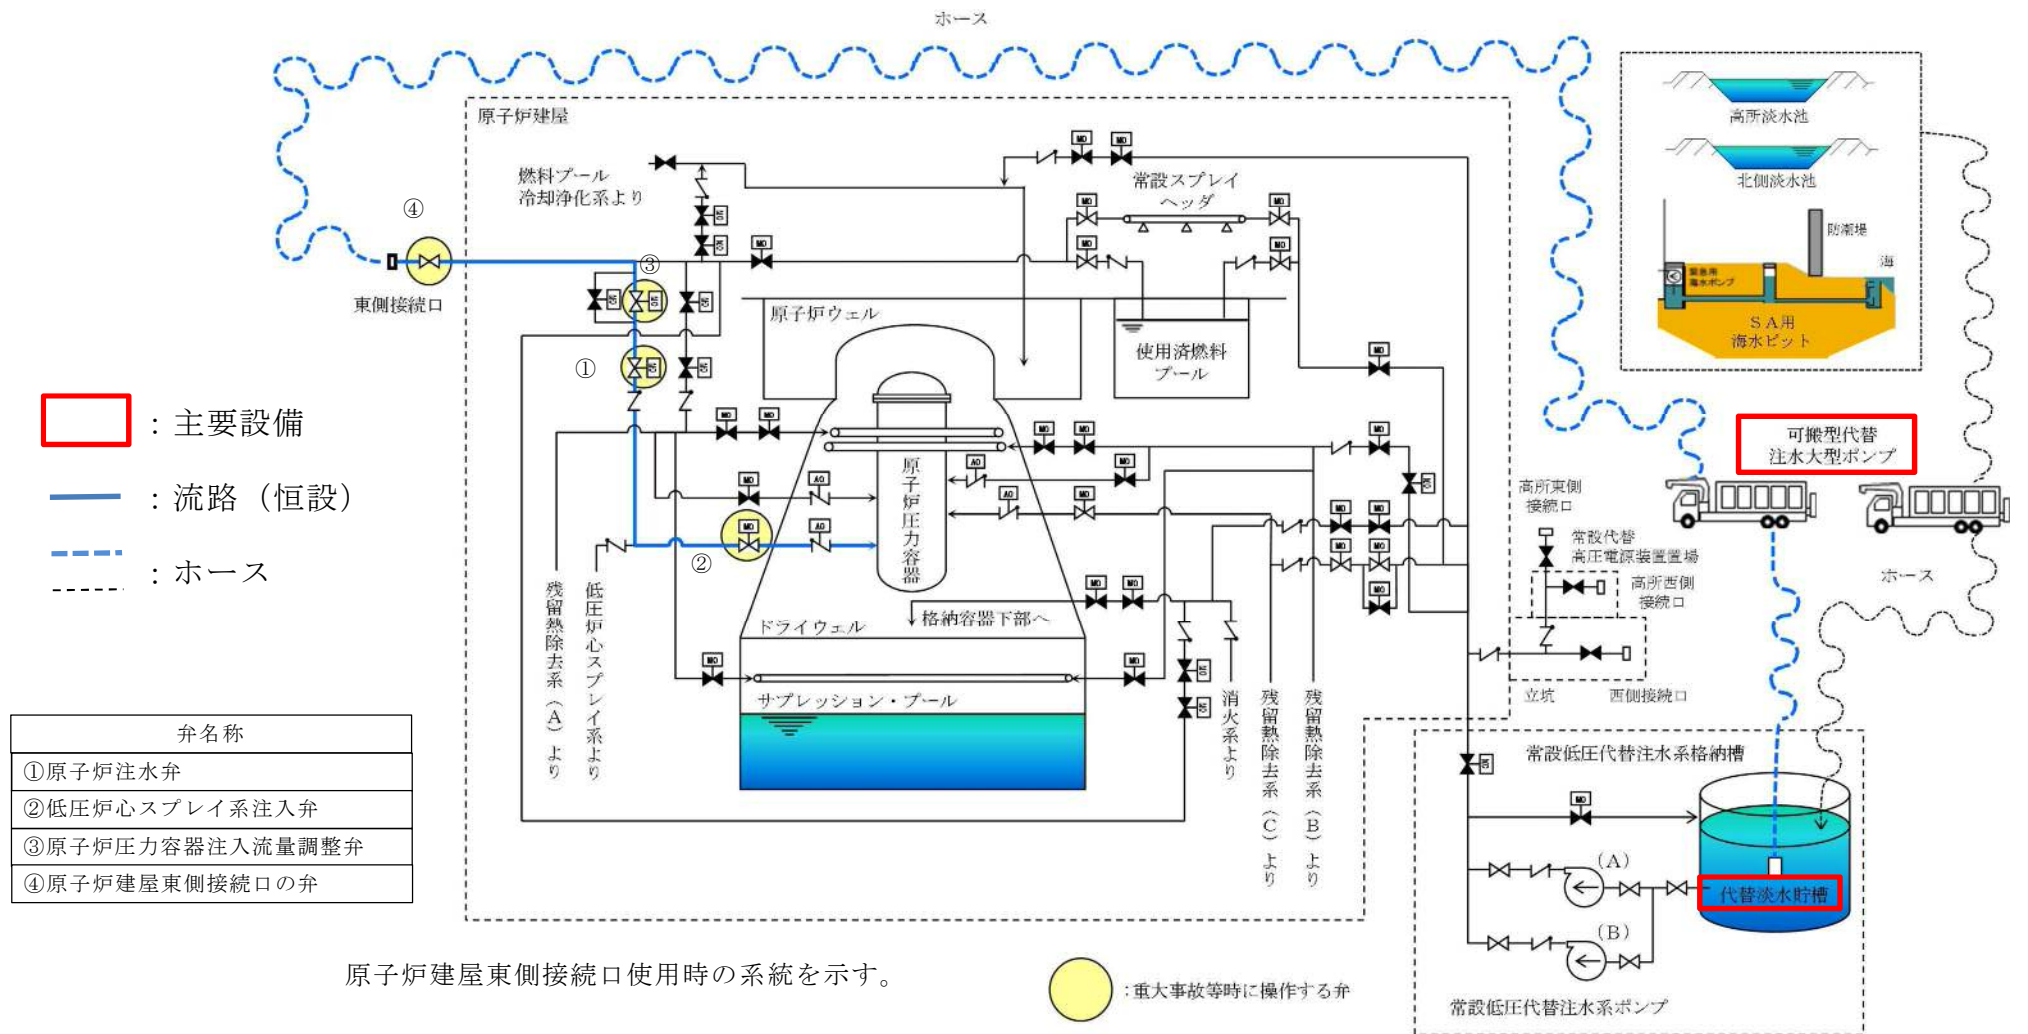 ホース
原子炉建屋
燃料プール
冷却浄化系より
常設スプレイ
ヘッダ
高所淡水池
北側淡水池
防潮堤
海
緊急用
海水ポンプ
ＳＡ用
海水ピット
④
東側接続口
③
①
②
原子炉ウェル
使用済燃料
プール
原子炉圧力容器
：主要設備
：流路（恒設）
：ホース
可搬型代替
注水大型ポンプ
高所東側
接続口
常設代替
高圧電源装置置場
高所西側
接続口
ホース
立坑
西側接続口
ドライウェル
格納容器下部へ
サプレッション・プール
残留熱除去系（Ａ）より
低圧炉心スプレイ系より
消火系より
残留熱除去系（Ｃ）より
残留熱除去系（Ｂ）より
弁名称
①原子炉注水弁
②低圧炉心スプレイ系注入弁
③原子炉圧力容器注入流量調整弁
④原子炉建屋東側接続口の弁
常設低圧代替注水系格納槽
(A)
(B)
代替淡水貯槽
常設低圧代替注水系ポンプ
原子炉建屋東側接続口使用時の系統を示す。
：重大事故等時に操作する弁